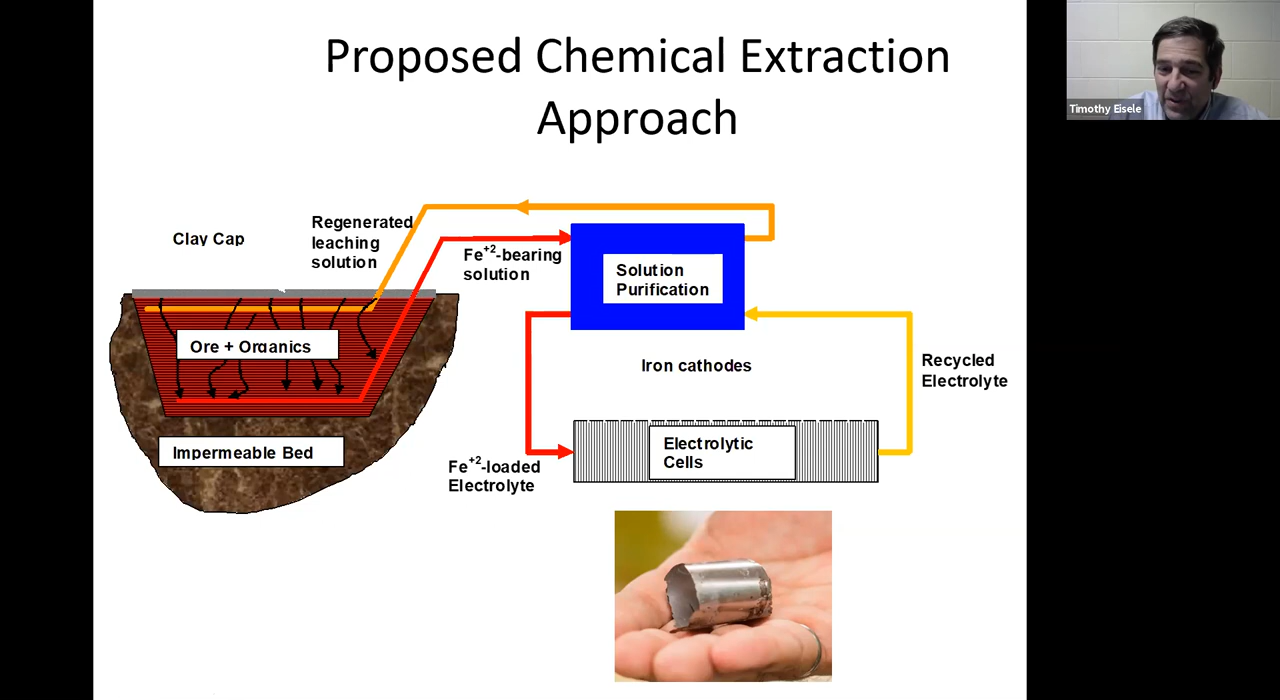 Proposed Chemical Extraction
Approach
Timothy Eisele
Clay Cap
Regenerated
leaching
solution
Fe+2-bearing
solution
Solution
Purification
Ore + Organics
Iron cathodes
Recycled
Electrolyte
Impermeable Bed
Electrolytic
Cells
Fe+2-loaded
Electrolyte